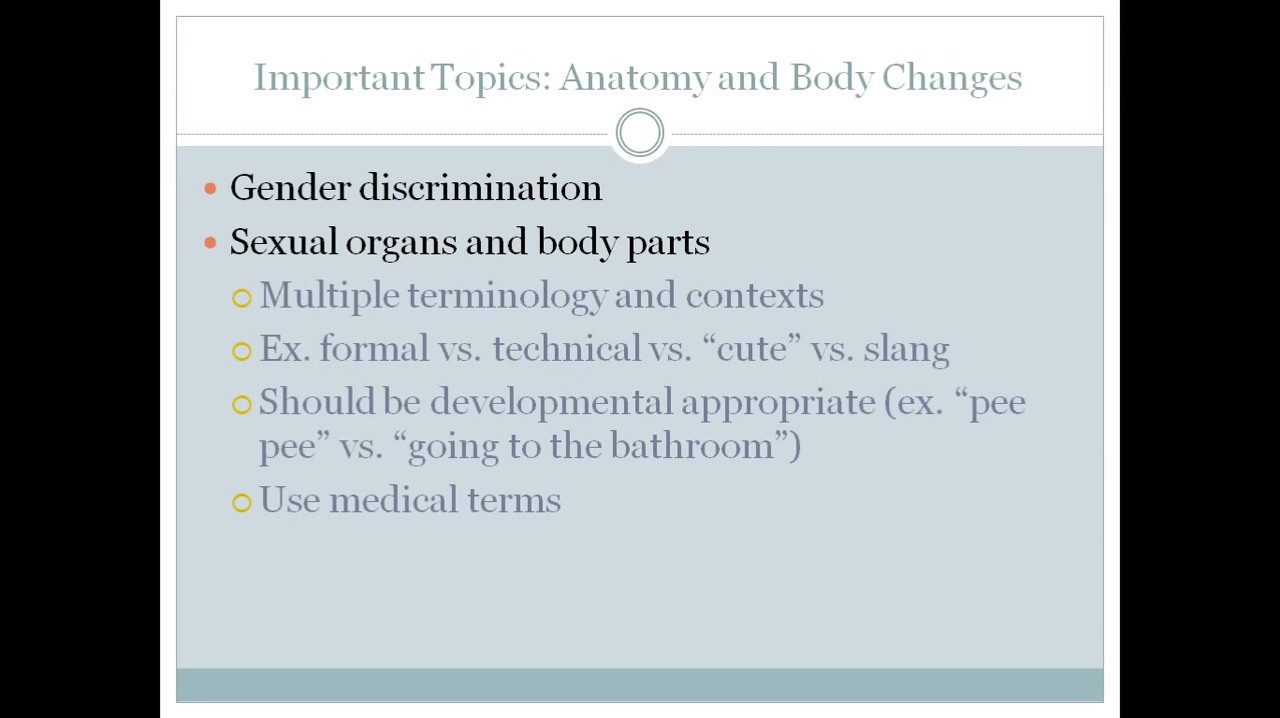 Important Topics: Anatomy and Body Changes
Gender discrimination
Sexual organs and body parts
Multiple terminology and contexts
Ex. formal vs. technical vs. “cute” vs. slang
Should be developmental appropriate (ex. “pee
pee” vs. “going to the bathroom”)
Use medical terms